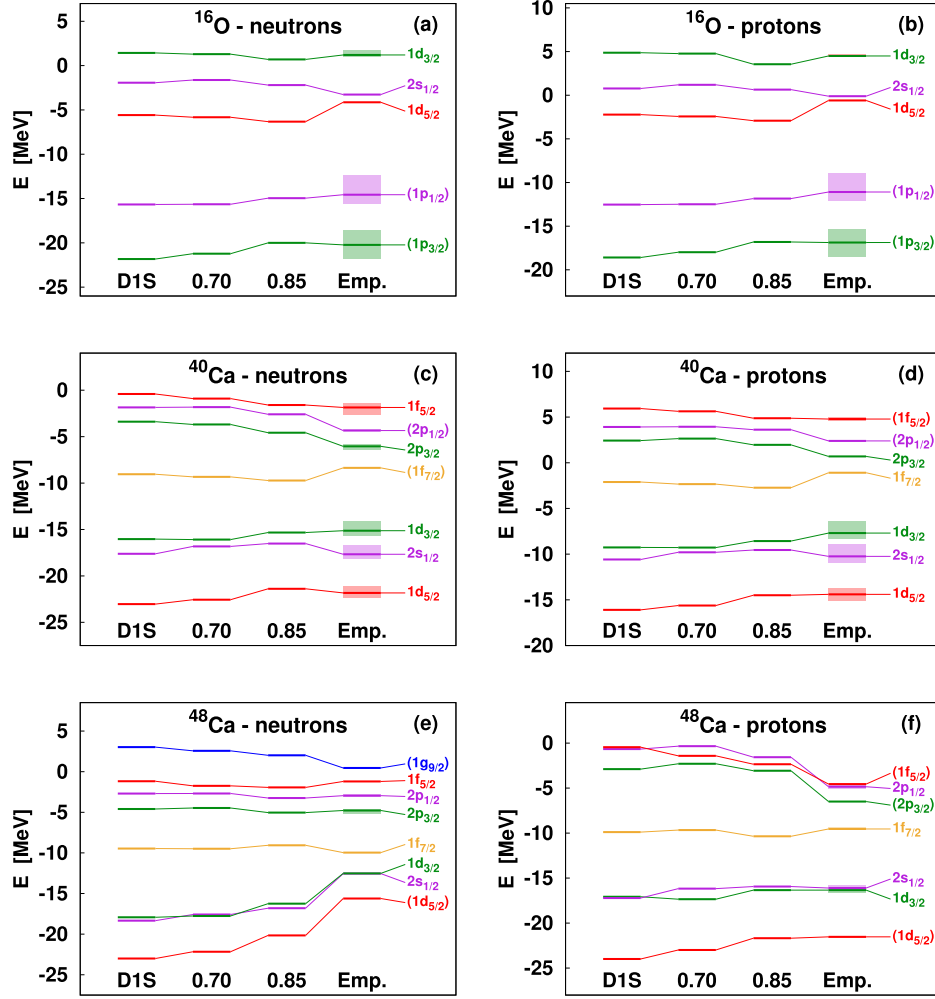 16O - neutrons (a)
E [MeV]
5
0
-5
-10
-15
-20
-25
1d3/2
2s1/2
1d5/2
(1p1/2)
(1p3/2)
D1S 0.70 0.85 Emp.
16O - protons (b)
E [MeV]
10
5
0
-5
-10
-15
-20
1d3/2
2s1/2
1d5/2
(1p1/2)
(1p3/2)
D1S 0.70 0.85 Emp.
40Ca - neutrons (c)
E [MeV]
0
-5
-10
-15
-20
-25
1f5/2
(2p1/2)
2p3/2
(1f7/2)
1d3/2
2s1/2
1d5/2
D1S 0.70 0.85 Emp.
40Ca - protons (d)
E [MeV]
10
5
0
-5
-10
-15
-20
(1f5/2)
(2p1/2)
2p3/2
1f7/2
1d3/2
2s1/2
1d5/2
D1S 0.70 0.85 Emp.
48Ca - neutrons (e)
E [MeV]
5
0
-5
-10
-15
-20
-25
(1g9/2)
1f5/2
2p1/2
2p3/2
1f7/2
1d3/2
2s1/2
(1d5/2)
D1S 0.70 0.85 Emp.
48Ca - protons (f)
E [MeV]
0
-5
-10
-15
-20
-25
(1f5/2)
2p1/2
(2p3/2)
1f7/2
2s1/2
1d3/2
(1d5/2)
D1S 0.70 0.85 Emp.